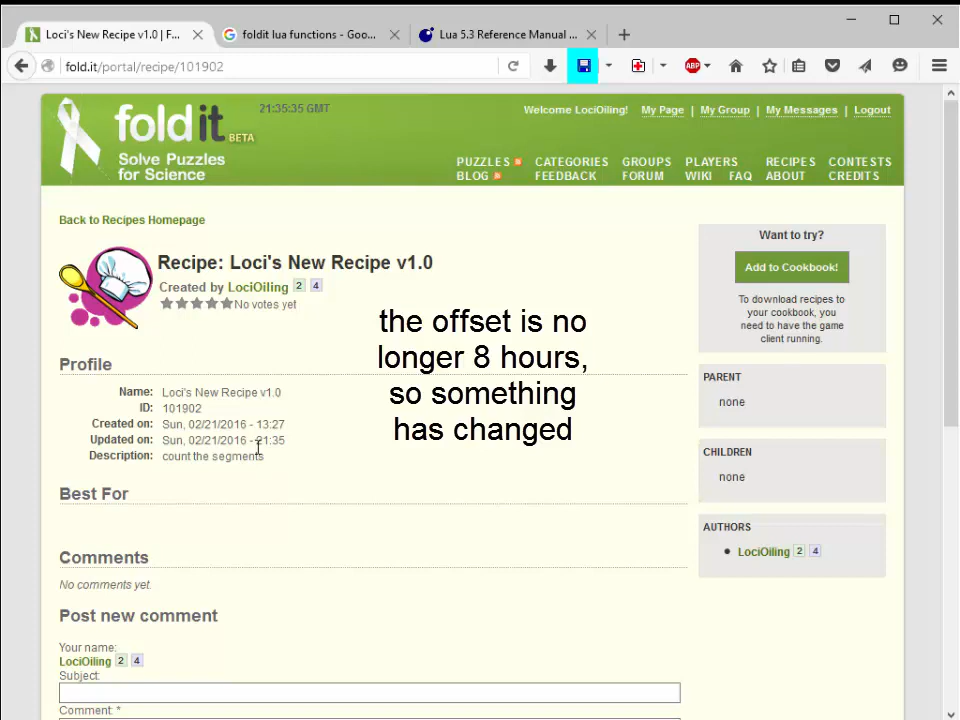 Loci's New Recipe v1.0 | F...
foldit lua functions - Goo...
Lua 5.3 Reference Manual ...
fold.it/portal/recipe/101902
ABP
foldit BETA
21:35:35 GMT
Welcome LociOiling! My Page | My Group | My Messages | Logout
Solve Puzzles
for Science
PUZZLES CATEGORIES GROUPS PLAYERS RECIPES CONTESTS
BLOG FEEDBACK FORUM WIKI FAQ ABOUT CREDITS
Back to Recipes Homepage
Recipe: Loci's New Recipe v1.0
Created by LociOiling 2 4
No votes yet
the offset is no
longer 8 hours,
so something
has changed
Profile
Name: Loci's New Recipe v1.0
ID: 101902
Created on: Sun, 02/21/2016 - 13:27
Updated on: Sun, 02/21/2016 - 21:35
Description: count the segments
Best For
Comments
No comments yet.
Post new comment
Your name:
LociOiling 2 4
Subject:
Comment: *
Want to try?
Add to Cookbook!
To download recipes to
your cookbook, you
need to have the game
client running.
PARENT
none
CHILDREN
none
AUTHORS
LociOiling 2 4